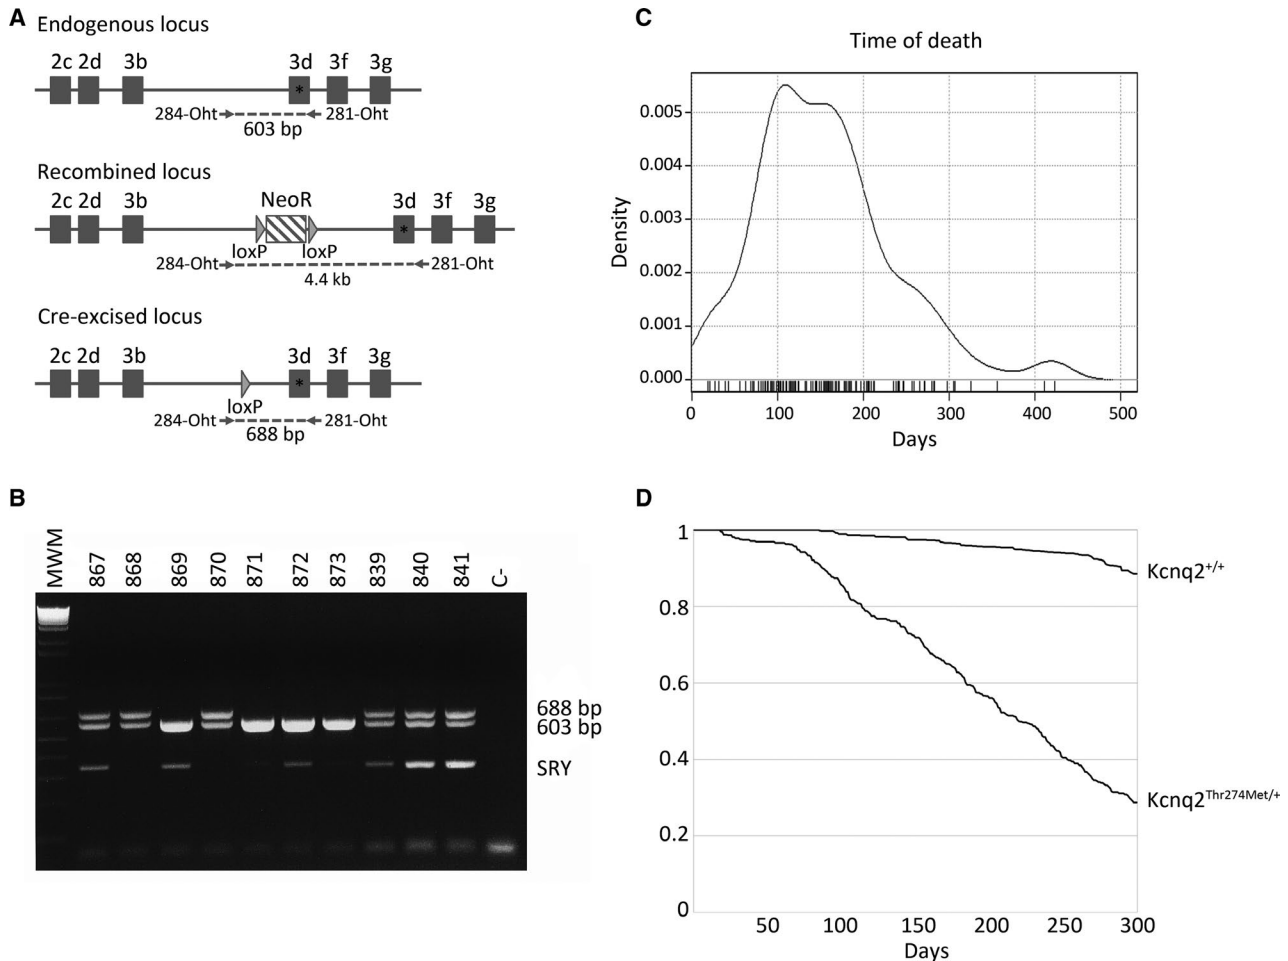 A
Endogenous locus
2c 2d 3b 3d 3f 3g
*
284-Oht 281-Oht
603 bp
Recombined locus
2c 2d 3b NeoR 3d 3f 3g
*
loxP loxP
284-Oht 281-Oht
4.4 kb
Cre-excised locus
2c 2d 3b 3d 3f 3g
*
loxP
284-Oht 281-Oht
688 bp
B
MWM 867 868 869 870 871 872 873 839 840 841 C-
688 bp
603 bp
SRY
C
Time of death
Density
0.005
0.004
0.003
0.002
0.001
0.000
0 100 200 300 400 500
Days
D
1
0.8
0.6
0.4
0.2
0
Kcnq2+/+
Kcnq2Thr274Met/+
50 100 150 200 250 300
Days